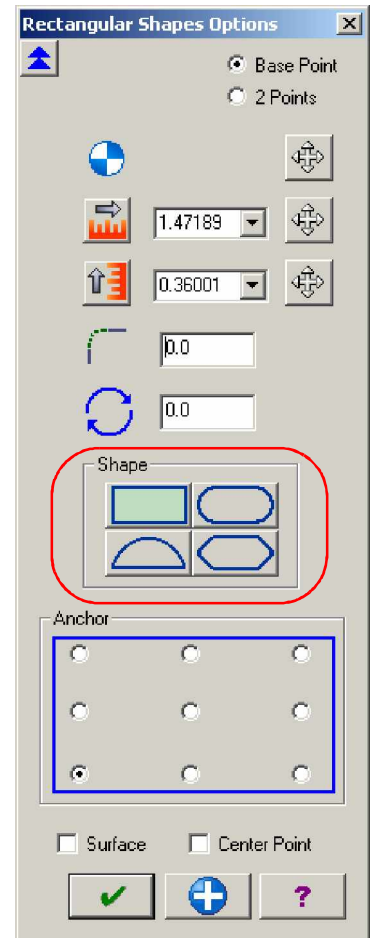 Rectangular Shapes Options
Base Point
2 Points
1.47189
0.36001
0.0
0.0
Shape
Anchor
Surface
Center Point
?